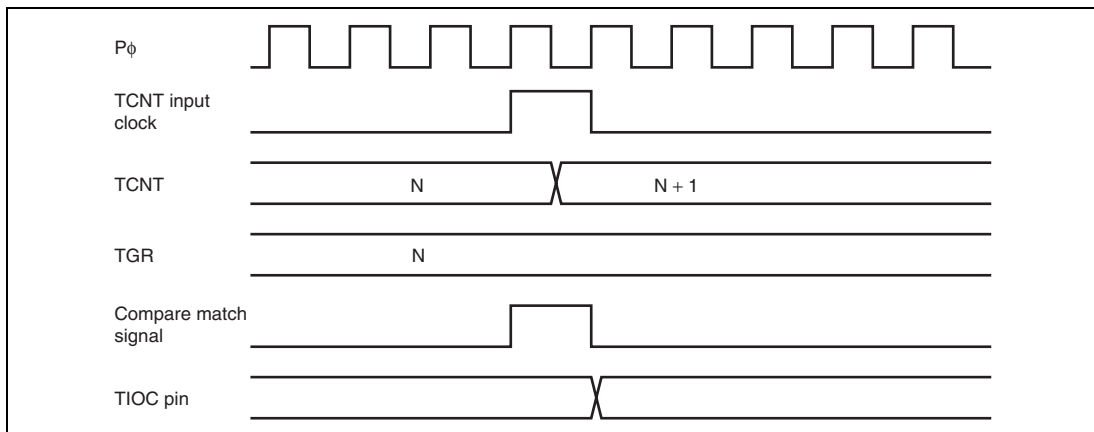 Pϕ
TCNT input
clock
TCNT
N
N + 1
TGR
N
Compare match
signal
TIOC pin